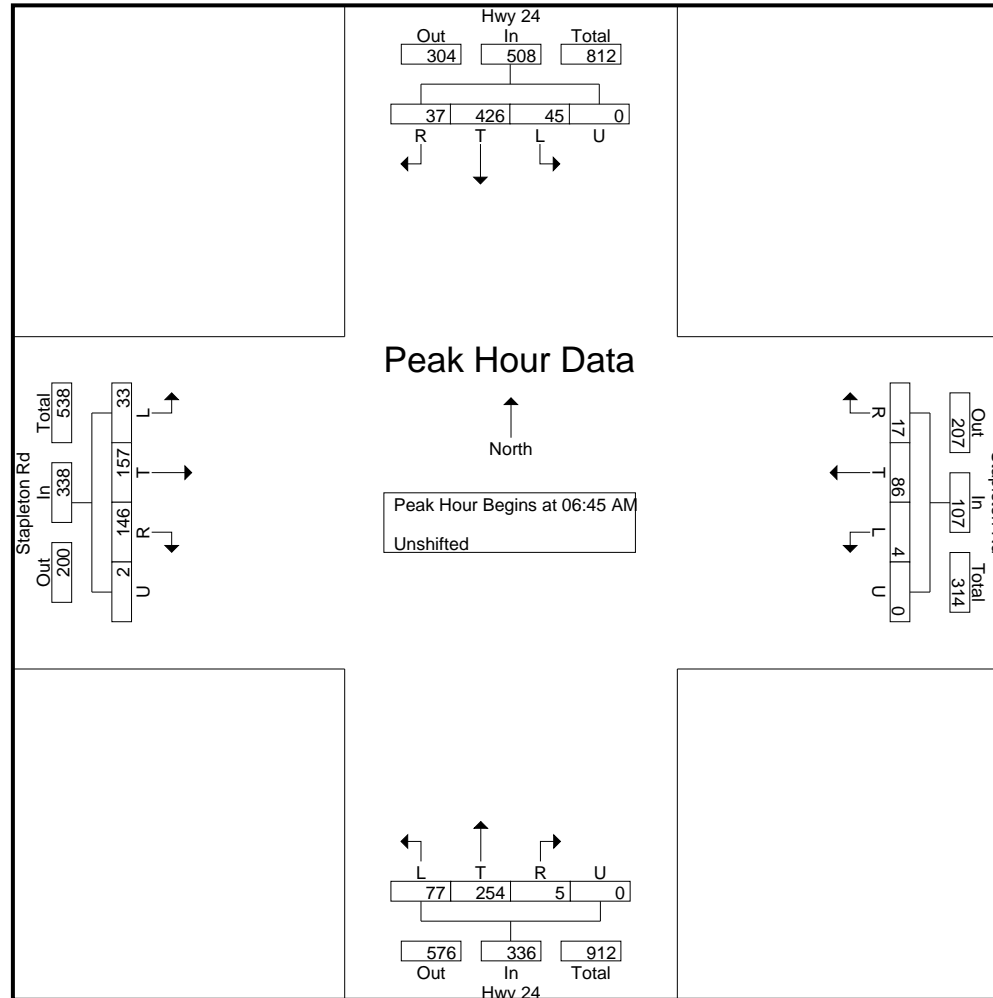 Hwy 24
Out In Total
304 508 812
37 426 45 0
R T L U
Peak Hour Data
North
Peak Hour Begins at 06:45 AM
Unshifted
Stapleton Rd
Out In Total
200 338 538
33 157 146 2
L T R U
Out In Total
207 107 314
17 86 4 0
R T L U
L T R U
77 254 5 0
576 336 912
Out In Total
Hwy 24